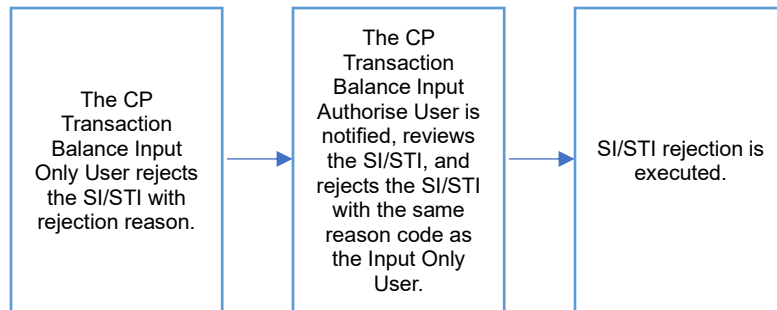 The CP
Transaction
Balance Input
Only User rejects
the SI/STI with
rejection reason.
The CP
Transaction
Balance Input
Authorise User is
notified, reviews
the SI/STI, and
rejects the SI/STI
with the same
reason code as
the Input Only
User.
SI/STI rejection is
executed.